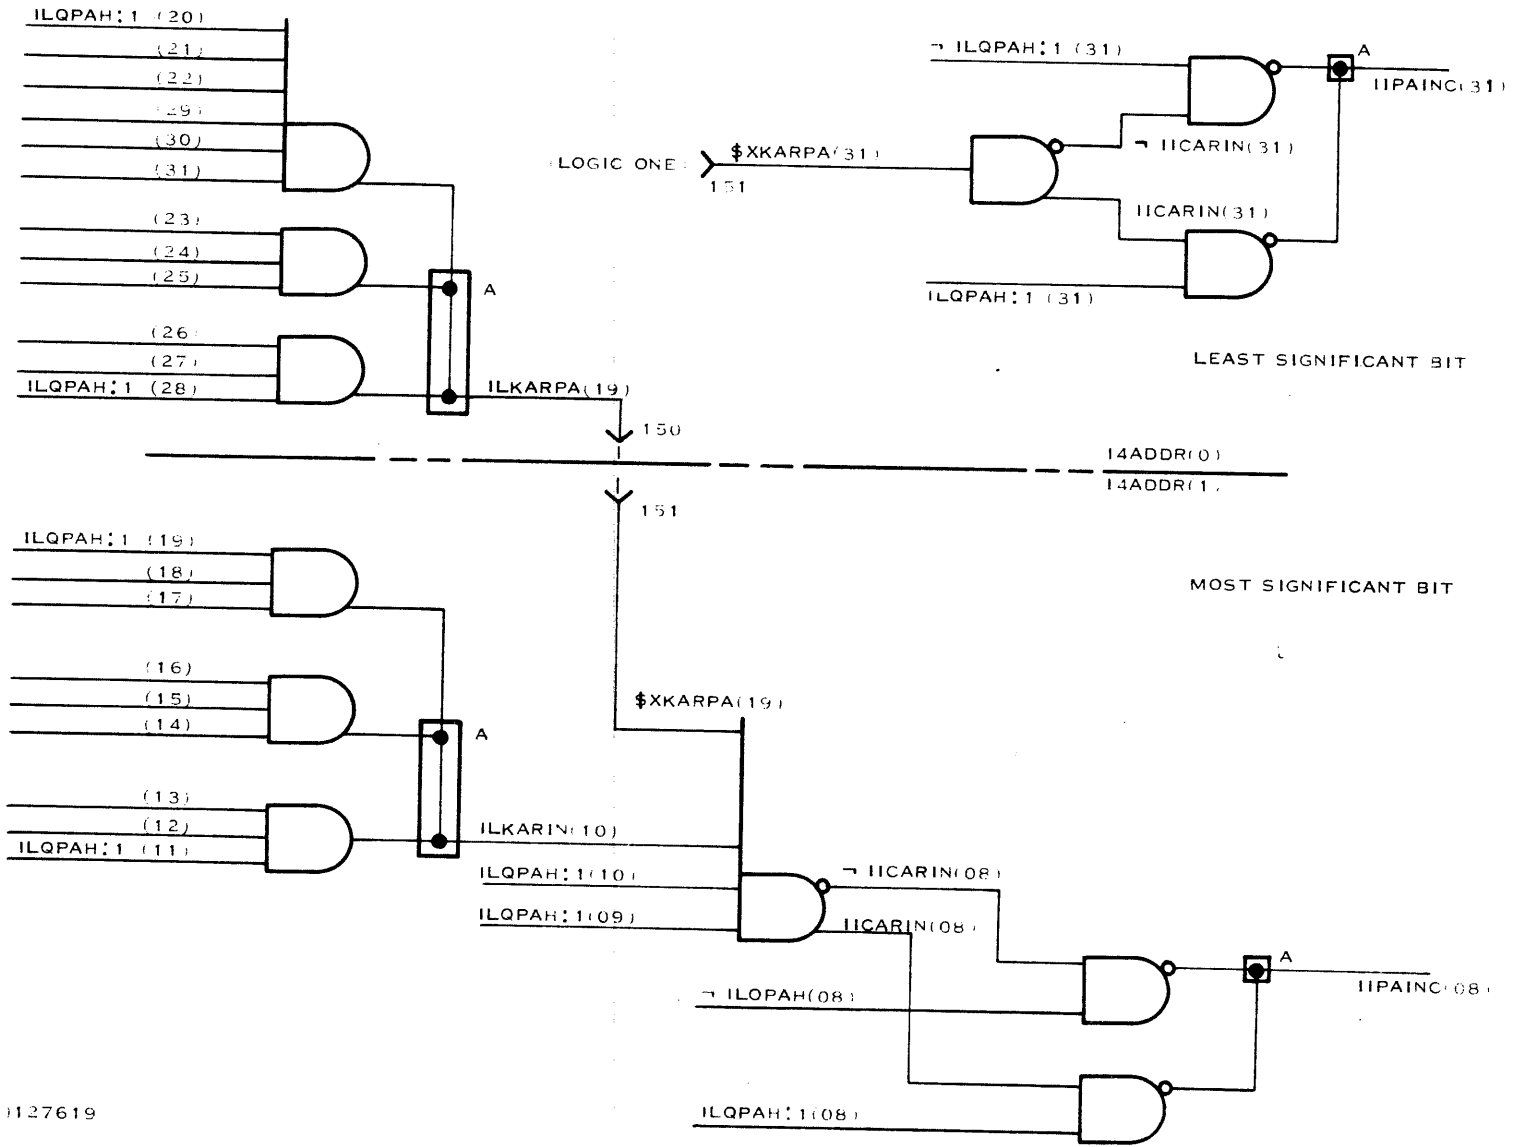 ILQPAH:1 (20)
(21)
(22)
(29)
(30)
(31)
(23)
(24)
(25)
A
(26)
(27)
ILQPAH:1 (28)
ILKARPA(19)
150
¬ ILQPAH:1 (31)
A
IIPAINC(31)
(LOGIC ONE)
$XKARPA(31)
151
¬ IICARIN(31)
IICARIN(31)
ILQPAH:1 (31)
LEAST SIGNIFICANT BIT
I4ADDR(0)
I4ADDR(1)
151
ILQPAH:1 (19)
(18)
(17)
MOST SIGNIFICANT BIT
(16)
(15)
(14)
A
$XKARPA(19)
(13)
(12)
ILQPAH:1 (11)
ILKARIN(10)
ILQPAH:1(10)
ILQPAH:1(09)
¬ IICARIN(08)
IICARIN(08)
¬ ILOPAH(08)
A
IIPAINC(08)
ILQPAH:1(08)
)127619